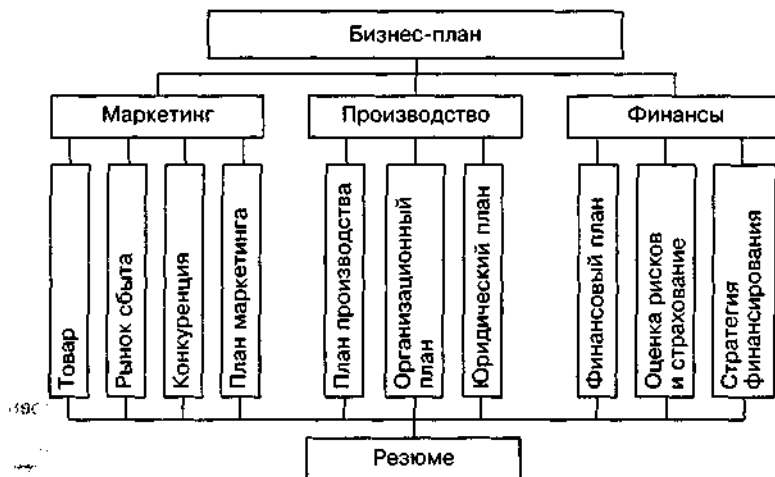 Бизнес-план
Маркетинг
Производство
Финансы
Товар
Рынок сбыта
Конкуренция
План маркетинга
План производства
Организационный
план
Юридический план
Финансовый план
Оценка рисков
и страхование
Стратегия
финансирования
Резюме